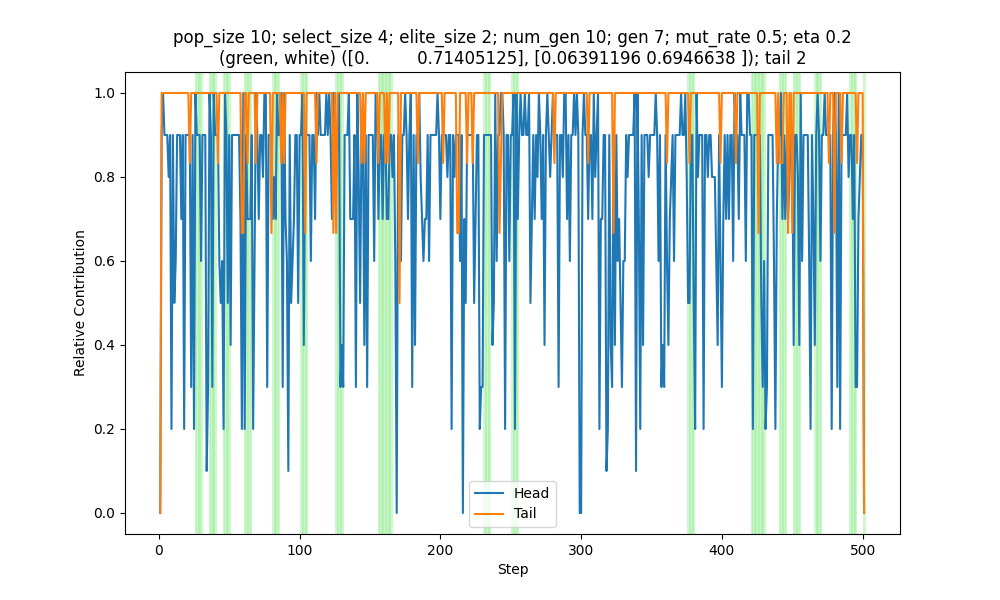 pop_size 10; select_size 4; elite_size 2; num_gen 10; gen 7; mut_rate 0.5; eta 0.2
(green, white) ([0.         0.71405125], [0.06391196 0.6946638 ]); tail 2
1.0
0.8
0.6
0.4
0.2
0.0
Relative Contribution
Head
Tail
0 100 200 300 400 500
Step